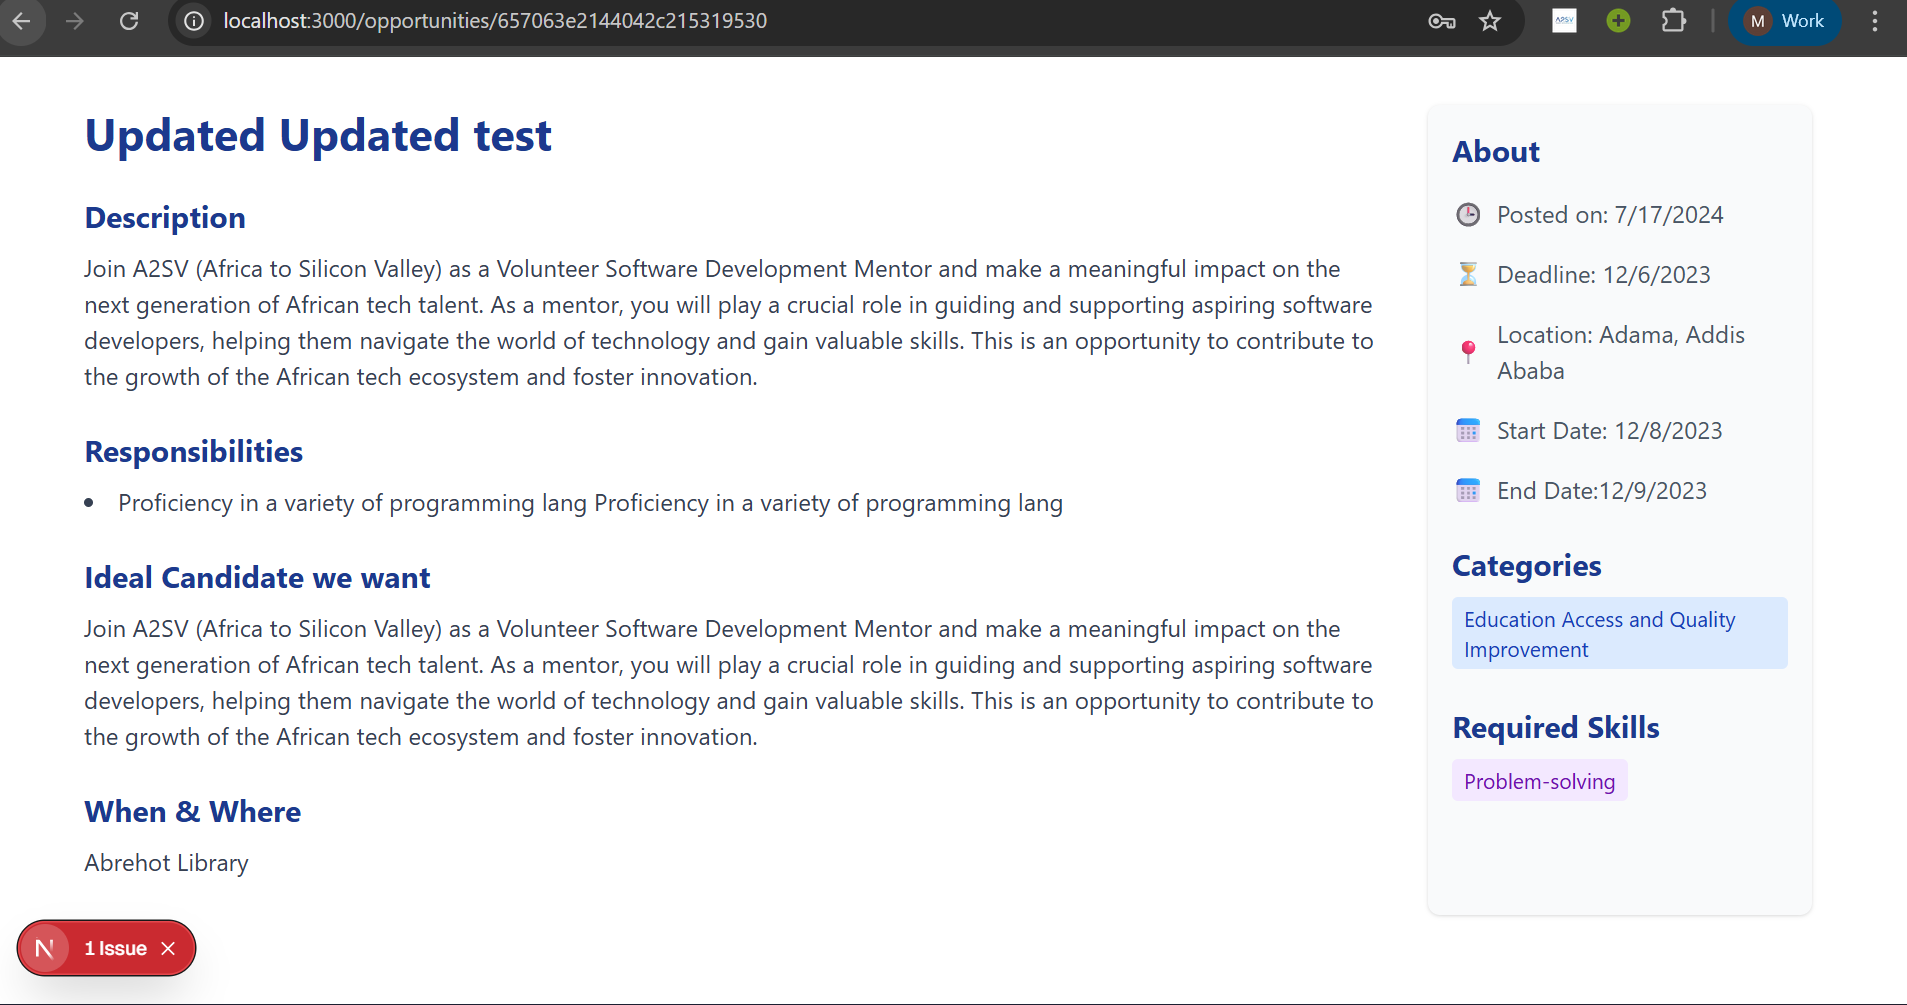 localhost:3000/opportunities/657063e2144042c215319530
A2SV
M Work
Updated Updated test
Description
Join A2SV (Africa to Silicon Valley) as a Volunteer Software Development Mentor and make a meaningful impact on the
next generation of African tech talent. As a mentor, you will play a crucial role in guiding and supporting aspiring software
developers, helping them navigate the world of technology and gain valuable skills. This is an opportunity to contribute to
the growth of the African tech ecosystem and foster innovation.
Responsibilities
• Proficiency in a variety of programming lang Proficiency in a variety of programming lang
Ideal Candidate we want
Join A2SV (Africa to Silicon Valley) as a Volunteer Software Development Mentor and make a meaningful impact on the
next generation of African tech talent. As a mentor, you will play a crucial role in guiding and supporting aspiring software
developers, helping them navigate the world of technology and gain valuable skills. This is an opportunity to contribute to
the growth of the African tech ecosystem and foster innovation.
When & Where
Abrehot Library
About
Posted on: 7/17/2024
Deadline: 12/6/2023
Location: Adama, Addis
Ababa
Start Date: 12/8/2023
End Date:12/9/2023
Categories
Education Access and Quality
Improvement
Required Skills
Problem-solving
N 1 Issue